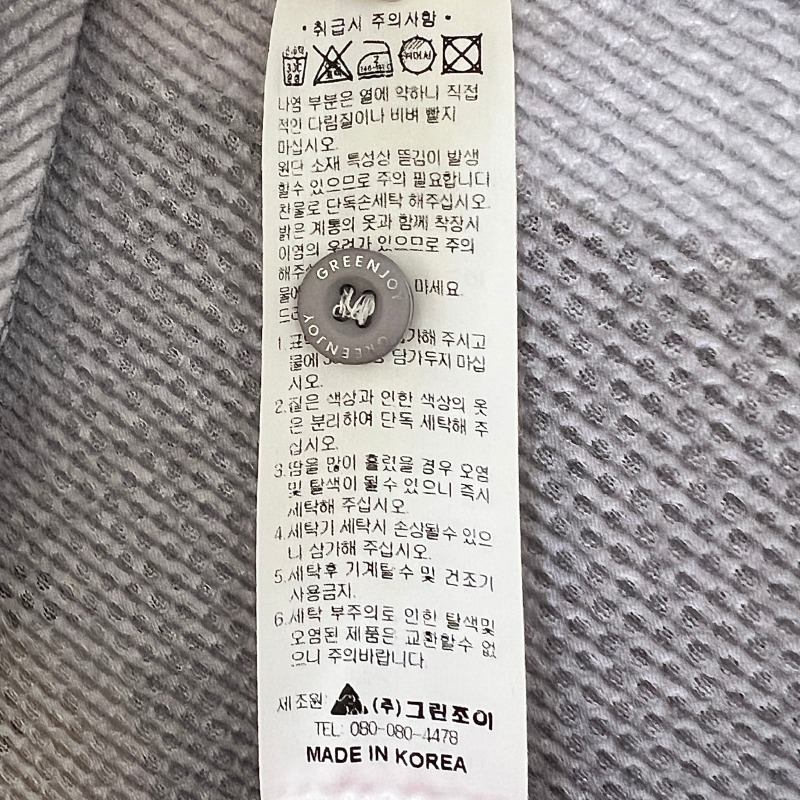 • 취급시 주의사항 •
나염 부분은 열에 약하니 직접
적인 다림질이나 비벼 빨지
마십시오.
원단 소재 특성상 뜯김이 발생
할수 있으므로 주의 필요합니다
찬물로 단독손세탁 해주십시오.
밝은 계통의 옷과 함께 착장시
이염의 우려가 있으므로 주의
해주
물에 마세요.
드
GREENJOY
GREENJOY
GREENJOY
1. 표 가해 주시고
물에 담가두지 마십
시오.
2. 짙은 색상과 인한 색상의 옷
은 분리하여 단독 세탁해 주
십시오.
3. 땀을 많이 흘렸을 경우 오염
및 탈색이 될수 있으니 즉시
세탁해 주십시오.
4. 세탁기 세탁시 손상될수 있으
니 삼가해 주십시오.
5. 세탁후 기계탈수 및 건조기
사용금지.
6. 세탁 부주의로 인한 탈색및
오염된 제품은 교환할수 없
으니 주의바랍니다
제조원: (주)그린조이
TEL: 080-080-4478
MADE IN KOREA